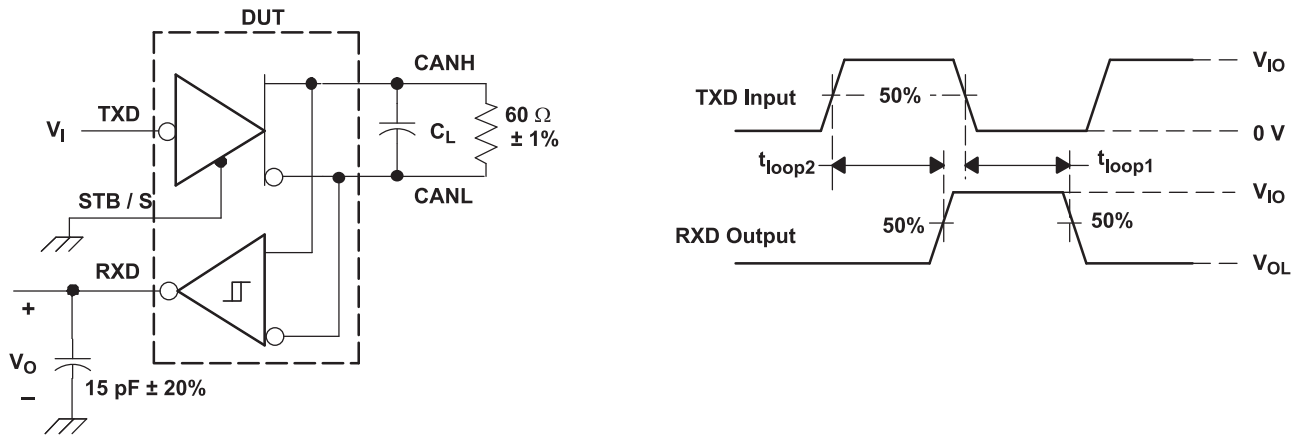 DUT
CANH
TXD
V_I
C_L
60 Ω
± 1%
CANL
STB / S
RXD
+
V_O
15 pF ± 20%
–
V_IO
TXD Input
50%
0 V
t_loop2
t_loop1
V_IO
50%
50%
RXD Output
V_OL